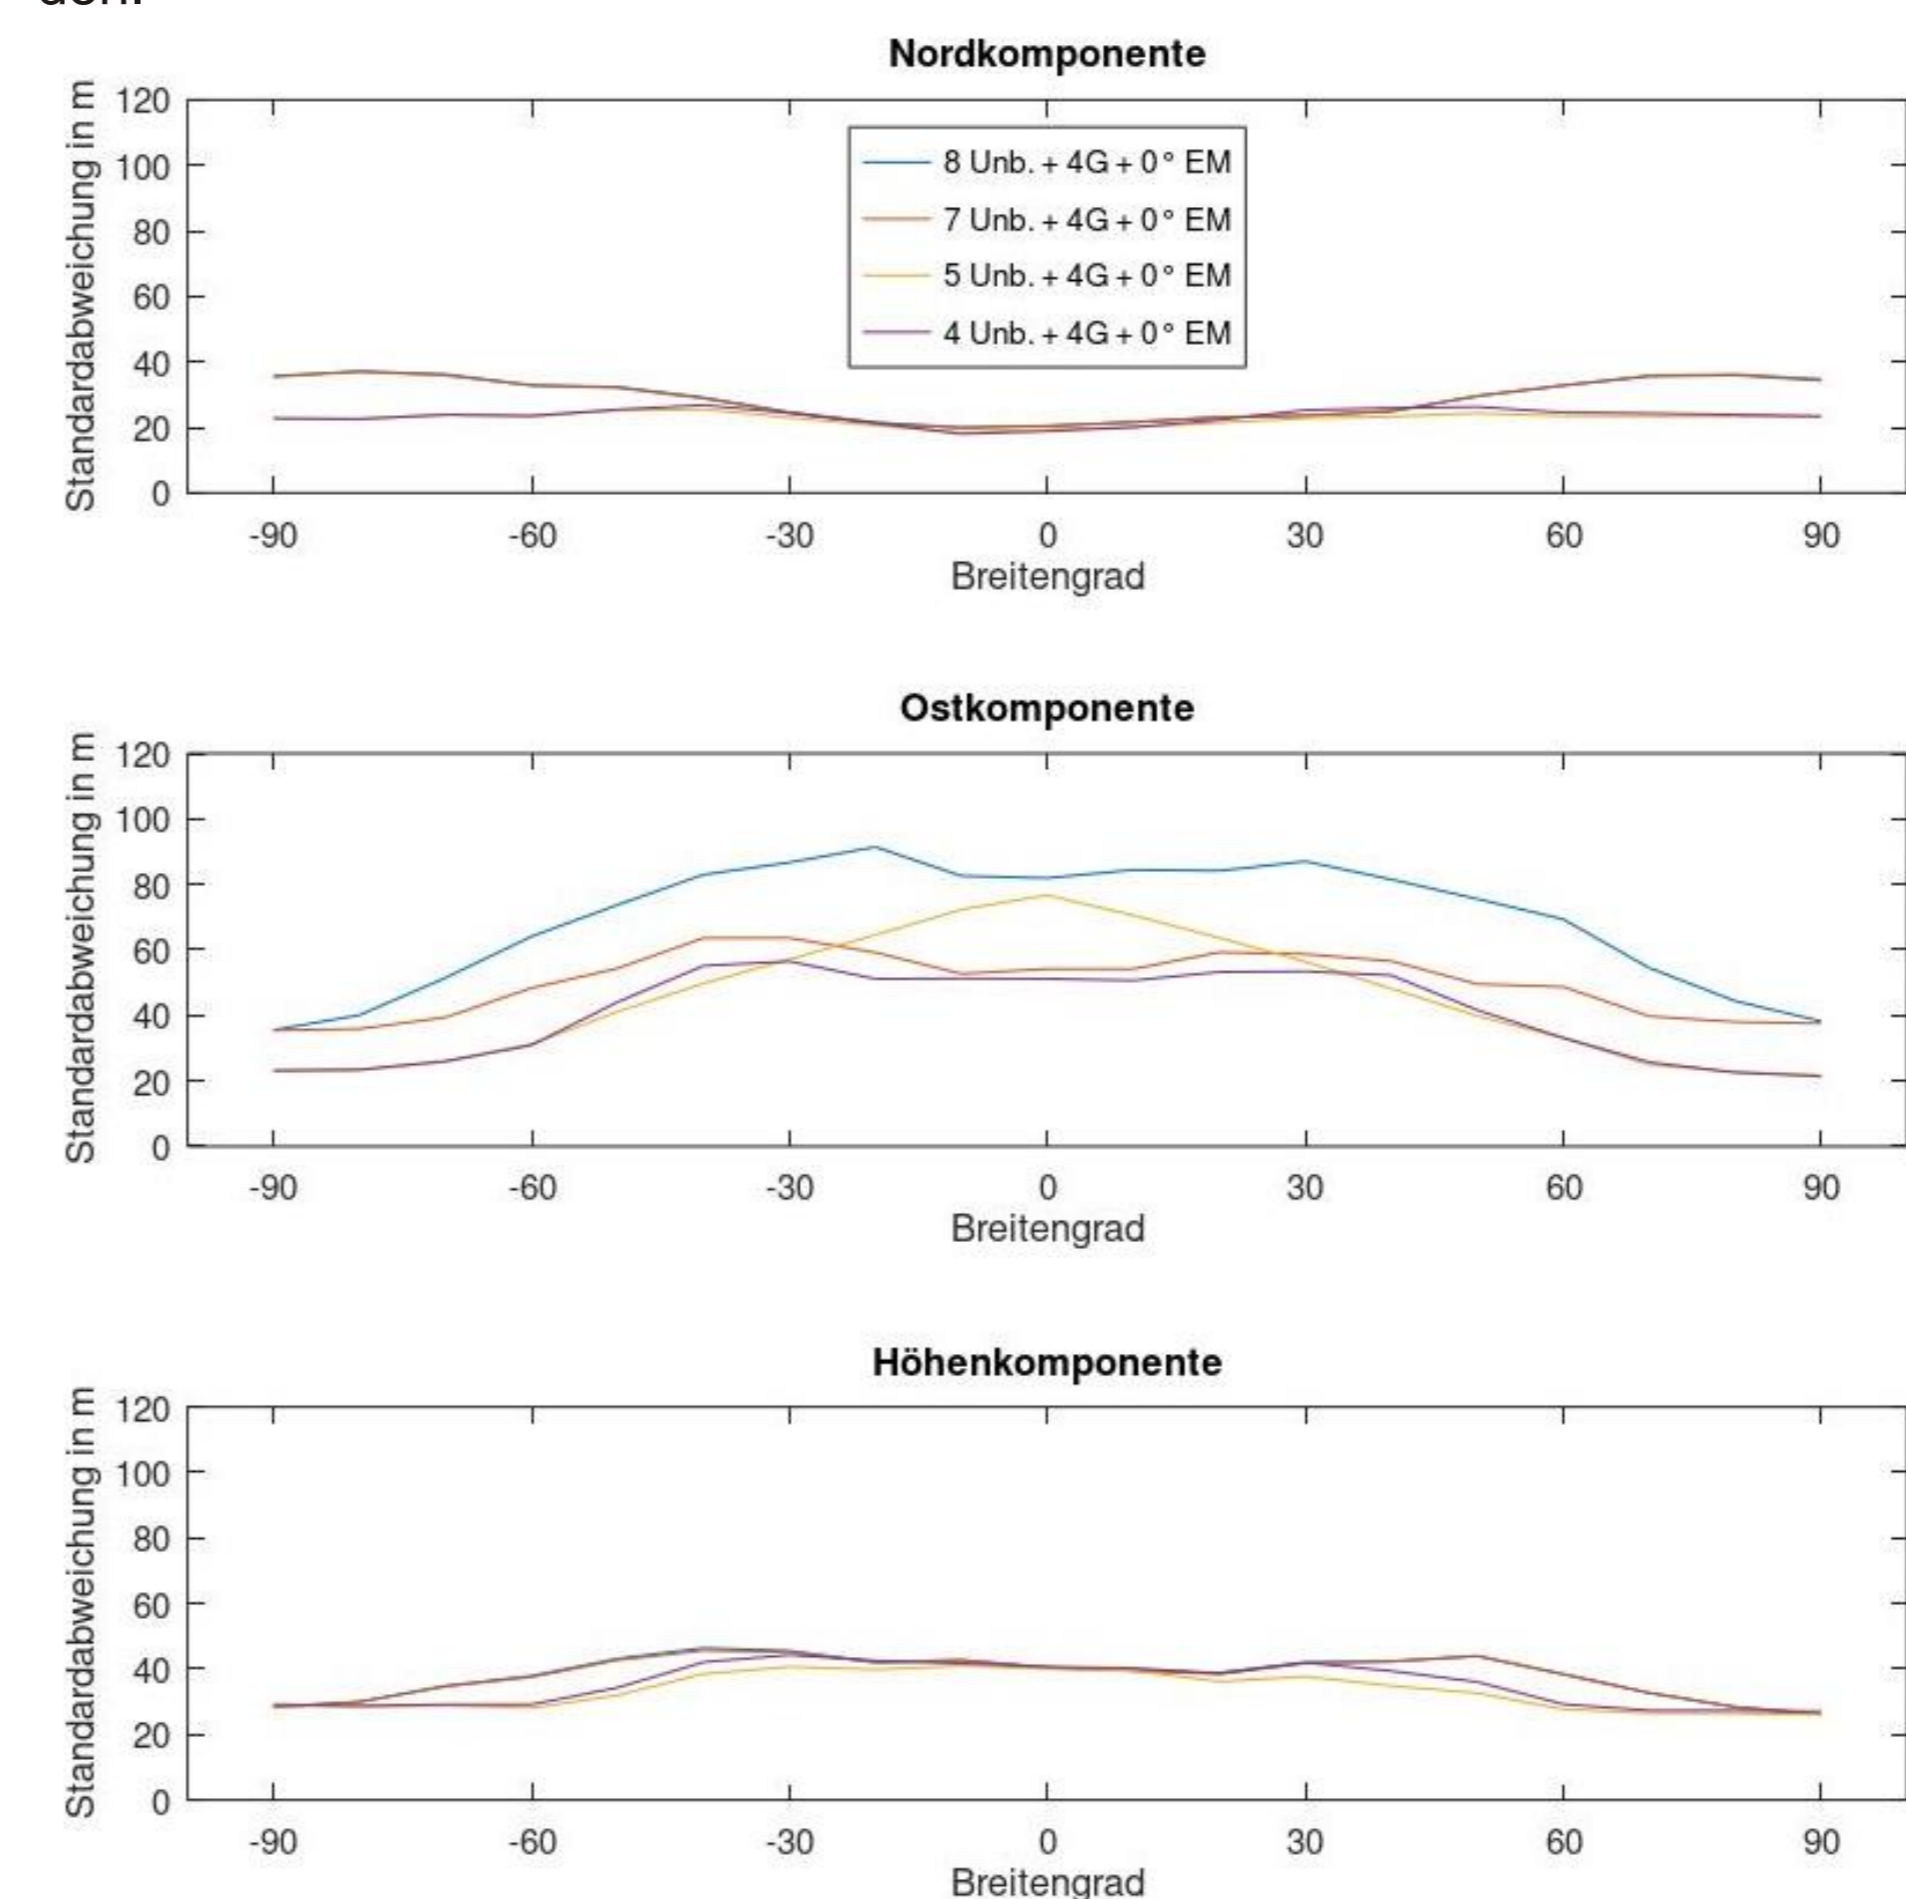 Nordkomponente
Standardabweichung in m
120
100
80
60
40
20
0
8 Unb. + 4G + 0° EM
7 Unb. + 4G + 0° EM
5 Unb. + 4G + 0° EM
4 Unb. + 4G + 0° EM
-90 -60 -30 0 30 60 90
Breitengrad
Ostkomponente
Standardabweichung in m
120
100
80
60
40
20
0
-90 -60 -30 0 30 60 90
Breitengrad
Höhenkomponente
Standardabweichung in m
120
100
80
60
40
20
0
-90 -60 -30 0 30 60 90
Breitengrad